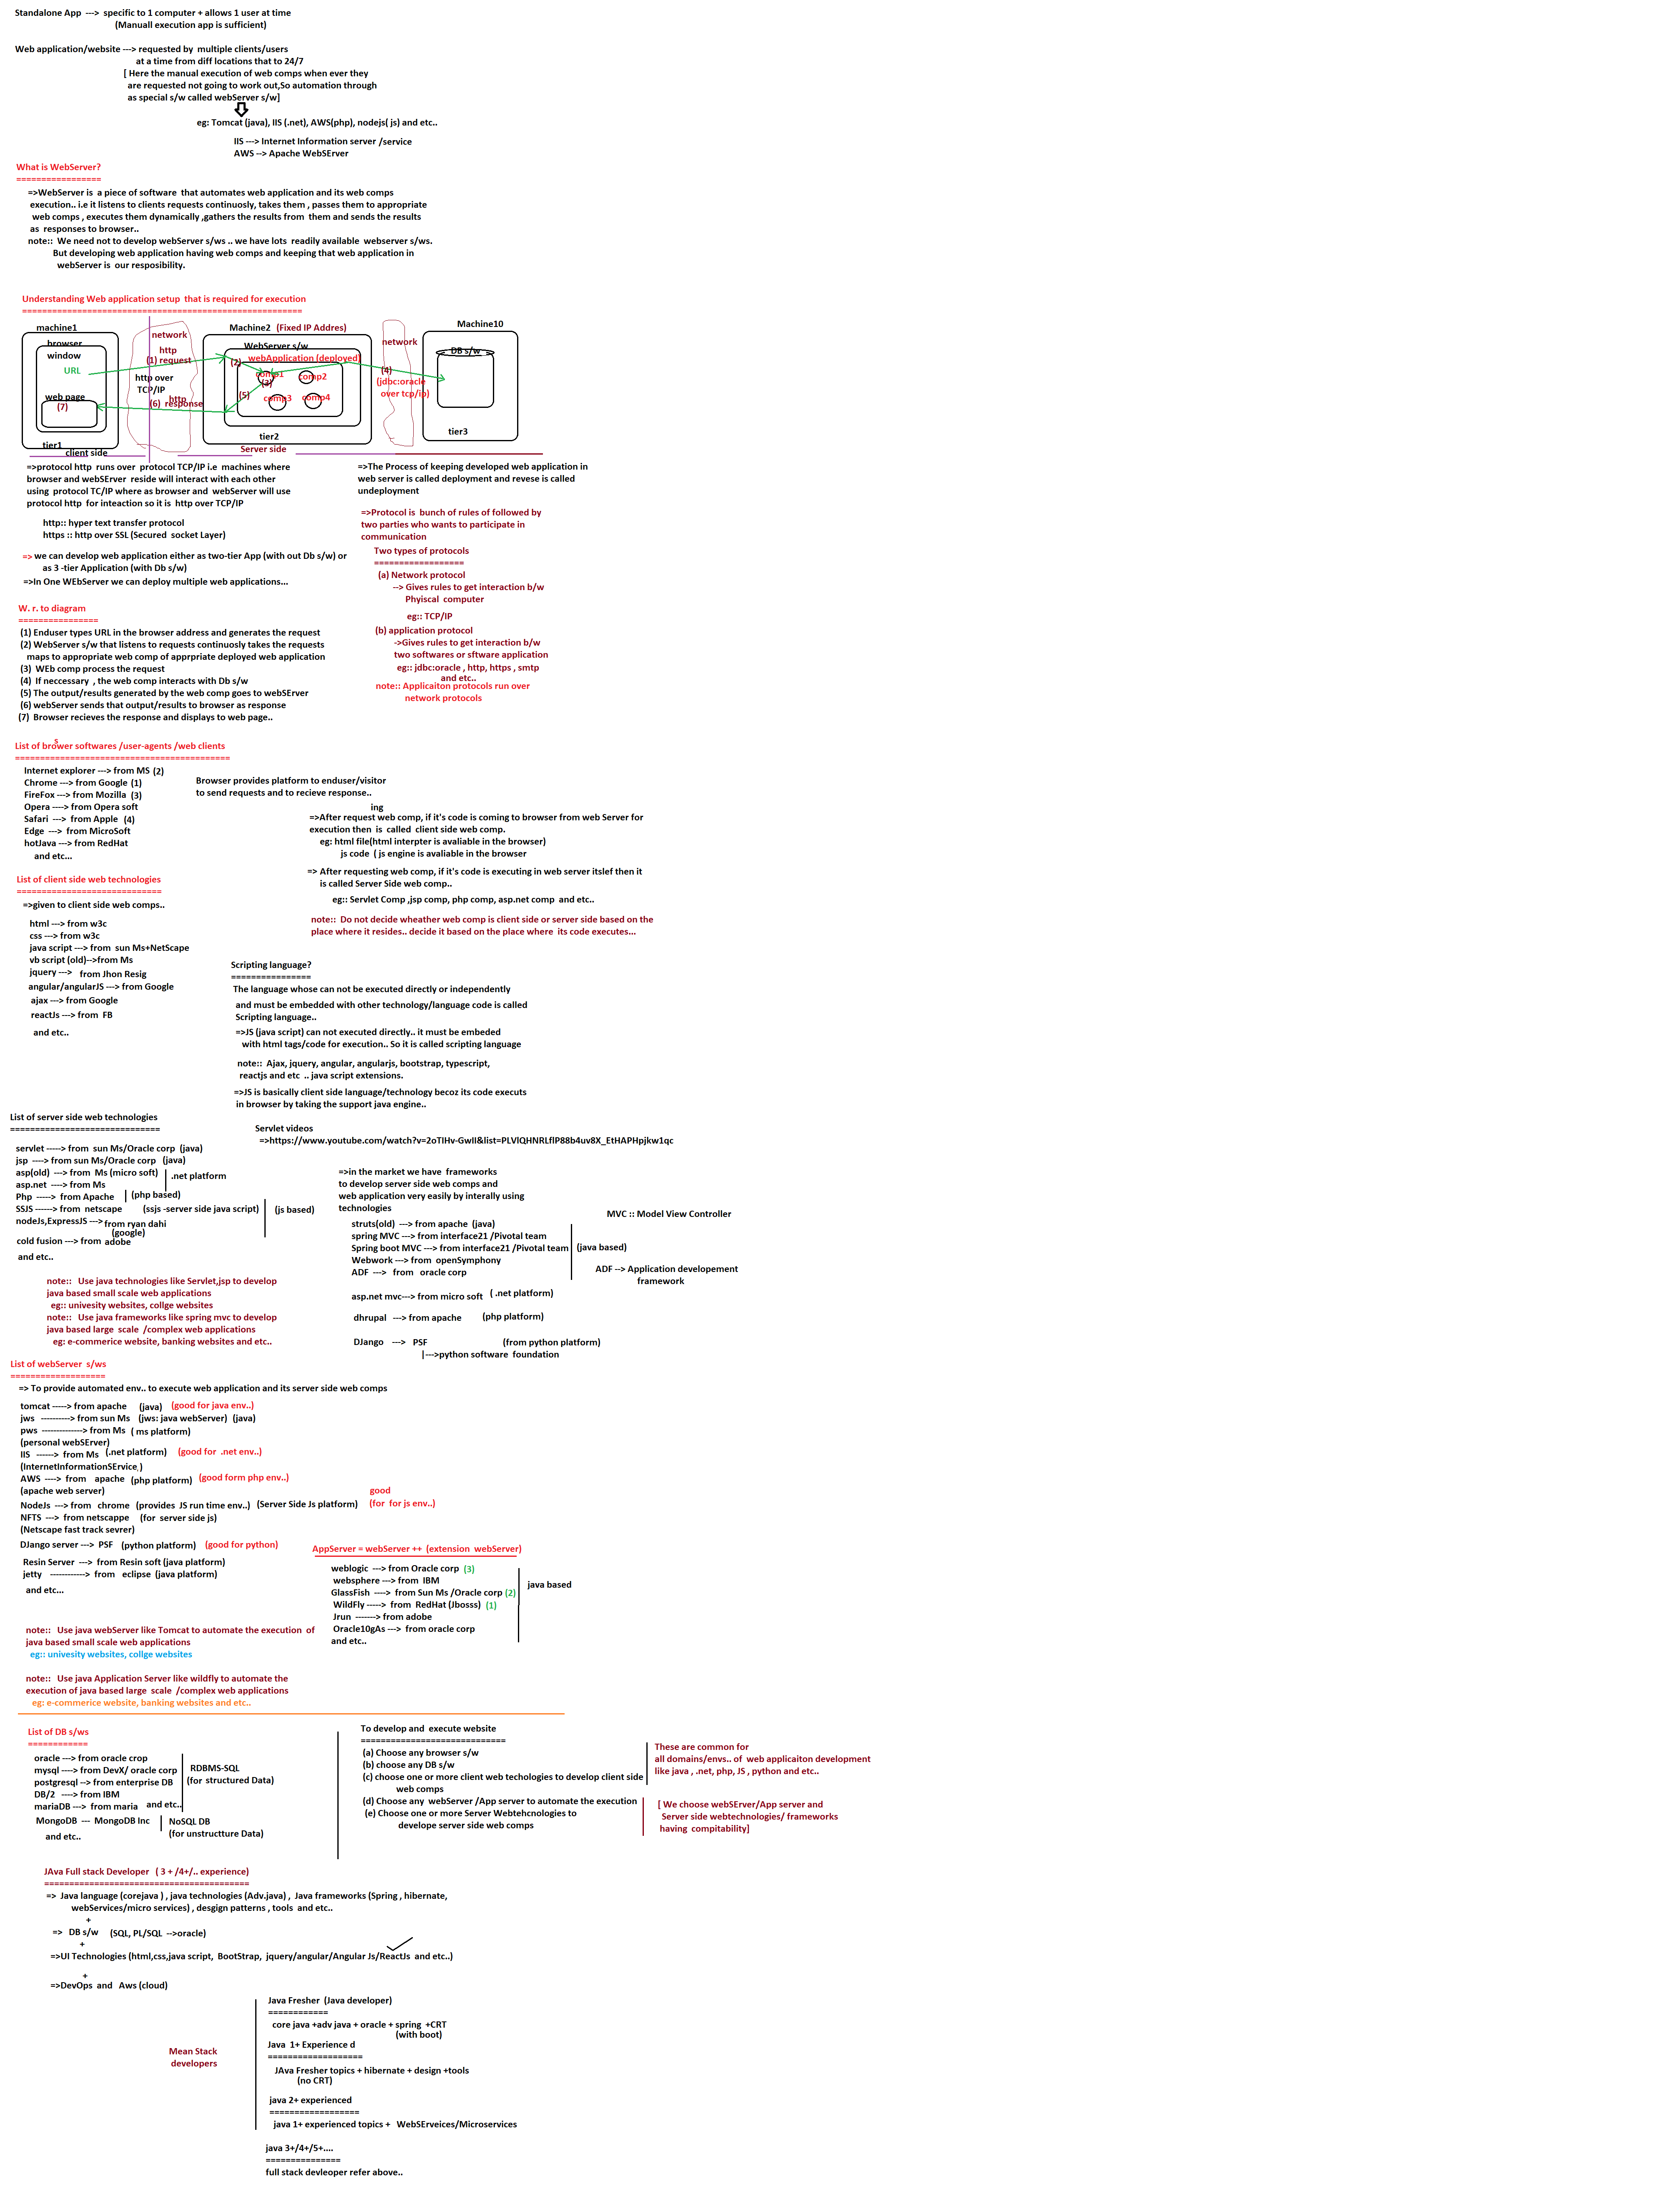 Standalone App ---> specific to 1 computer + allows 1 user at time
(Manuall execution app is sufficient)
Web application/website ---> requested by multiple clients/users
at a time from diff locations that to 24/7
[ Here the manual execution of web comps when ever they
are requested not going to work out,So automation through
as special s/w called webServer s/w]
eg: Tomcat (java), IIS (.net), AWS(php), nodejs( js) and etc..
IIS ---> Internet Information server /service
AWS --> Apache WebSErver
What is WebServer?
=================
=>WebServer is a piece of software that automates web application and its web comps
execution.. i.e it listens to clients requests continuosly, takes them , passes them to appropriate
web comps , executes them dynamically ,gathers the results from them and sends the results
as responses to browser..
note:: We need not to develop webServer s/ws .. we have lots readily available webserver s/ws.
But developing web application having web comps and keeping that web application in
webServer is our resposibility.
Understanding Web application setup that is required for execution
========================================================
machine1
browser
window
URL
web page
(7)
tier1
client side
network
http
(1) request
http over
TCP/IP
http
(6) response
Machine2 (Fixed IP Addres)
WebServer s/w
webApplication [deployed]
(2)
comp1
comp2
(3)
(5)
comp3
comp4
tier2
Server side
network
(4)
(jdbc:oracle
over tcp/ip)
Machine10
DB s/w
tier3
=>protocol http runs over protocol TCP/IP i.e machines where
browser and webSErver reside will interact with each other
using protocol TC/IP where as browser and webServer will use
protocol http for inteaction so it is http over TCP/IP
http:: hyper text transfer protocol
https :: http over SSL (Secured socket Layer)
=> we can develop web application either as two-tier App (with out Db s/w) or
as 3 -tier Application (with Db s/w)
=>In One WEbServer we can deploy multiple web applications...
=>The Process of keeping developed web application in
web server is called deployment and revese is called
undeployment
=>Protocol is bunch of rules of followed by
two parties who wants to participate in
communication
Two types of protocols
==================
(a) Network protocol
--> Gives rules to get interaction b/w
Phyiscal computer
eg:: TCP/IP
(b) application protocol
->Gives rules to get interaction b/w
two softwares or sftware application
eg:: jdbc:oracle , http, https , smtp
and etc..
note:: Applicaiton protocols run over
network protocols
W. r. to diagram
================
(1) Enduser types URL in the browser address and generates the request
(2) WebServer s/w that listens to requests continuosly takes the requests
maps to appropriate web comp of apprpriate deployed web application
(3) WEb comp process the request
(4) If neccessary , the web comp interacts with Db s/w
(5) The output/results generated by the web comp goes to webSErver
(6) webServer sends that output/results to browser as response
(7) Browser recieves the response and displays to web page..
s
List of brower softwares /user-agents /web clients
===========================================
Internet explorer ---> from MS (2)
Chrome ---> from Google (1)
FireFox ---> from Mozilla (3)
Opera ----> from Opera soft
Safari ---> from Apple (4)
Edge ---> from MicroSoft
hotJava ---> from RedHat
and etc...
Browser provides platform to enduser/visitor
to send requests and to recieve response..
ing
=>After request web comp, if it's code is coming to browser from web Server for
execution then is called client side web comp.
eg: html file(html interpter is avaliable in the browser)
js code ( js engine is avaliable in the browser
=> After requesting web comp, if it's code is executing in web server itslef then it
is called Server Side web comp..
eg:: Servlet Comp ,jsp comp, php comp, asp.net comp and etc..
note:: Do not decide wheather web comp is client side or server side based on the
place where it resides.. decide it based on the place where its code executes...
List of client side web technologies
=============================
=>given to client side web comps..
html ---> from w3c
css ---> from w3c
java script ---> from sun Ms+NetScape
vb script (old)-->from Ms
jquery ---> from Jhon Resig
angular/angularJS ---> from Google
ajax ---> from Google
reactJs ---> from FB
and etc..
Scripting language?
================
The language whose can not be executed directly or independently
and must be embedded with other technology/language code is called
Scripting language..
=>JS (java script) can not executed directly.. it must be embeded
with html tags/code for execution.. So it is called scripting language
note:: Ajax, jquery, angular, angularjs, bootstrap, typescript,
reactjs and etc .. java script extensions.
=>JS is basically client side language/technology becoz its code executs
in browser by taking the support java engine..
List of server side web technologies
==============================
servlet -----> from sun Ms/Oracle corp (java)
jsp ----> from sun Ms/Oracle corp (java)
asp(old) ---> from Ms (micro soft)
asp.net ----> from Ms
.net platform
Php -----> from Apache (php based)
SSJS ------> from netscape (ssjs -server side java script)
(js based)
nodeJs,ExpressJS ---> from ryan dahi
(google)
cold fusion ---> from adobe
and etc..
Servlet videos
=>https://www.youtube.com/watch?v=2oTlHv-GwII&list=PLVlQHNRLflP88b4uv8X_EtHAPHpjkw1qc
=>in the market we have frameworks
to develop server side web comps and
web application very easily by interally using
technologies
MVC :: Model View Controller
struts(old) ---> from apache (java)
spring MVC ---> from interface21 /Pivotal team
Spring boot MVC ---> from interface21 /Pivotal team
(java based)
Webwork ---> from openSymphony
ADF ---> from oracle corp
ADF --> Application developement
framework
asp.net mvc---> from micro soft ( .net platform)
dhrupal ---> from apache (php platform)
DJango ---> PSF (from python platform)
|--->python software foundation
note:: Use java technologies like Servlet,jsp to develop
java based small scale web applications
eg:: univesity websites, collge websites
note:: Use java frameworks like spring mvc to develop
java based large scale /complex web applications
eg: e-commerice website, banking websites and etc..
List of webServer s/ws
===================
=> To provide automated env.. to execute web application and its server side web comps
tomcat -----> from apache (java) (good for java env..)
jws ----------> from sun Ms (jws: java webServer) (java)
pws --------------> from Ms ( ms platform)
(personal webSErver)
IIS ------> from Ms (.net platform) (good for .net env..)
(InternetInformationSErvice, )
AWS ----> from apache (php platform) (good form php env..)
(apache web server)
good
NodeJs ---> from chrome (provides JS run time env..) (Server Side Js platform) (for for js env..)
NFTS ---> from netscappe (for server side js)
(Netscape fast track sevrer)
DJango server ---> PSF (python platform) (good for python)
Resin Server ---> from Resin soft (java platform)
jetty ------------> from eclipse (java platform)
and etc...
AppServer = webServer ++ (extension webServer)
weblogic ---> from Oracle corp (3)
websphere ---> from IBM
GlassFish ----> from Sun Ms /Oracle corp (2)
WildFly -----> from RedHat (Jbosss) (1)
Jrun -------> from adobe
Oracle10gAs ---> from oracle corp
and etc..
java based
note:: Use java webServer like Tomcat to automate the execution of
java based small scale web applications
eg:: univesity websites, collge websites
note:: Use java Application Server like wildfly to automate the
execution of java based large scale /complex web applications
eg: e-commerice website, banking websites and etc..
List of DB s/ws
============
oracle ---> from oracle crop
mysql ----> from DevX/ oracle corp
postgresql --> from enterprise DB
DB/2 ----> from IBM
mariaDB ---> from maria and etc..
RDBMS-SQL
(for structured Data)
MongoDB --- MongoDB Inc
and etc..
NoSQL DB
(for unstructture Data)
To develop and execute website
=============================
(a) Choose any browser s/w
(b) choose any DB s/w
(c) choose one or more client web techologies to develop client side
web comps
(d) Choose any webServer /App server to automate the execution
(e) Choose one or more Server Webtehcnologies to
develope server side web comps
These are common for
all domains/envs.. of web applicaiton development
like java , .net, php, JS , python and etc..
[ We choose webSErver/App server and
Server side webtechnologies/ frameworks
having compitability]
JAva Full stack Developer ( 3 + /4+/.. experience)
=========================================
=> Java language (corejava ) , java technologies (Adv.java) , Java frameworks (Spring , hibernate,
webServices/micro services) , desgign patterns , tools and etc..
+
=> DB s/w (SQL, PL/SQL -->oracle)
+
=>UI Technologies (html,css,java script, BootStrap, jquery/angular/Angular Js/ReactJs and etc..)
+
=>DevOps and Aws (cloud)
Mean Stack
developers
Java Fresher (Java developer)
============
core java +adv java + oracle + spring +CRT
(with boot)
Java 1+ Experience d
===================
JAva Fresher topics + hibernate + design +tools
(no CRT)
java 2+ experienced
==================
java 1+ experienced topics + WebSErveices/Microservices
java 3+/4+/5+....
===============
full stack devleoper refer above..